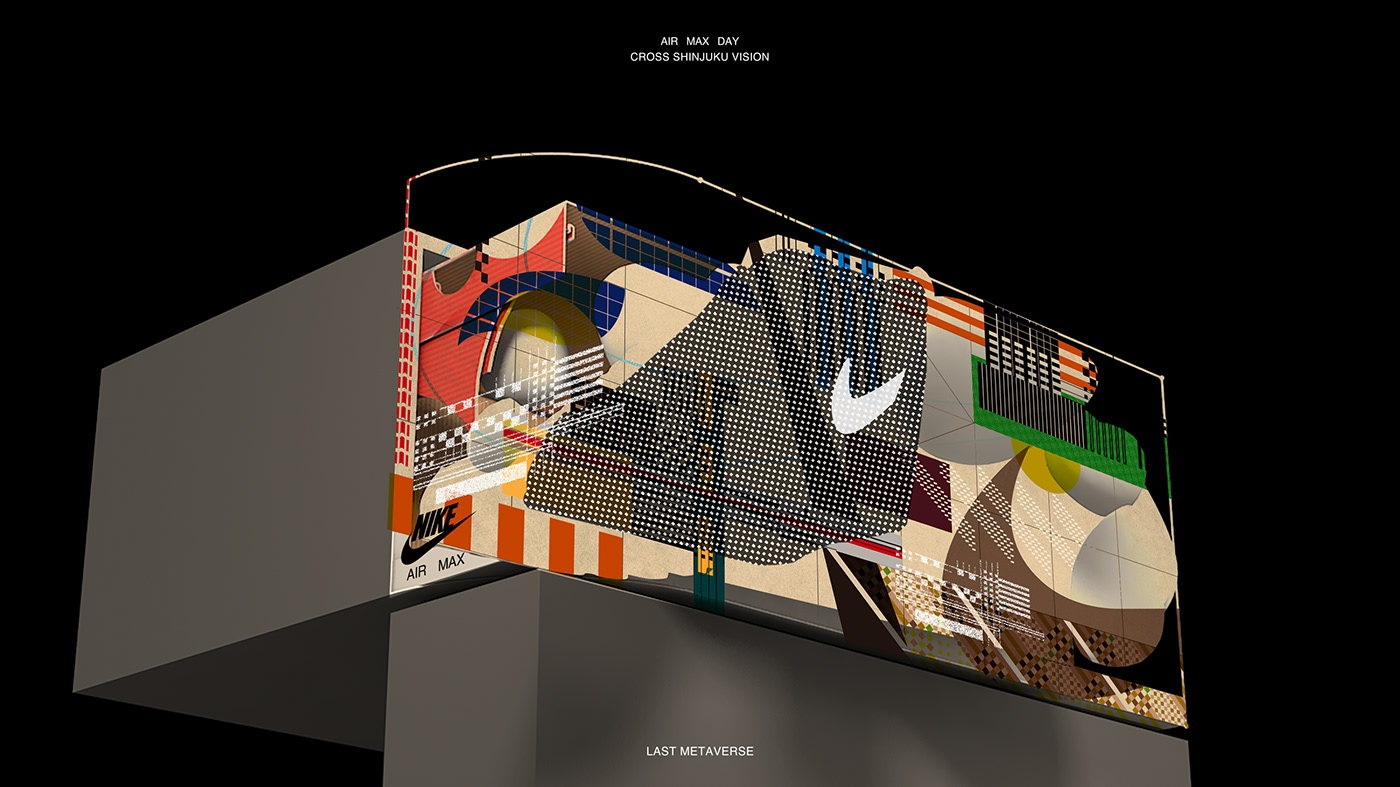 AIR MAX DAY
CROSS SHINJUKU VISION
NIKE
AIR MAX
LAST METAVERSE